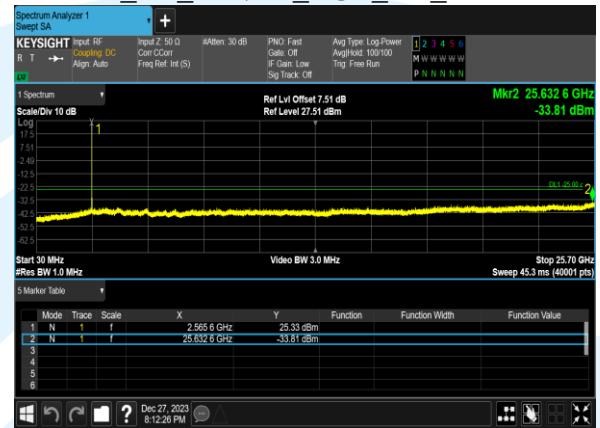 Spectrum Analyzer 1
Swept SA
KEYSIGHT Input: RF Input Z: 50 Ω #Atten: 30 dB PNO: Fast Avg Type: Log-Power 1 2 3 4 5 6
R T Coupling: DC Corr CCorr Gate: Off Avg|Hold: 100/100 M W W W W W
Align: Auto Freq Ref: Int (S) IF Gain: Low Trig: Free Run
Sig Track: Off P N N N N N
1 Spectrum Ref Lvl Offset 7.51 dB Mkr2 25.632 6 GHz
Scale/Div 10 dB Ref Level 27.51 dBm -33.81 dBm
Log
17.5 1
7.51
-2.49
-12.5
-22.5 DL1 -25.00 2
-32.5
-42.5
-52.5
-62.5
Start 30 MHz Video BW 3.0 MHz Stop 25.70 GHz
#Res BW 1.0 MHz Sweep 45.3 ms (40001 pts)
5 Marker Table
Mode Trace Scale X Y Function Function Width Function Value
1 N 1 f 2.565 6 GHz 25.33 dBm
2 N 1 f 25.632 6 GHz -33.81 dBm
3
4
5
6
? Dec 27, 2023
8:12:26 PM